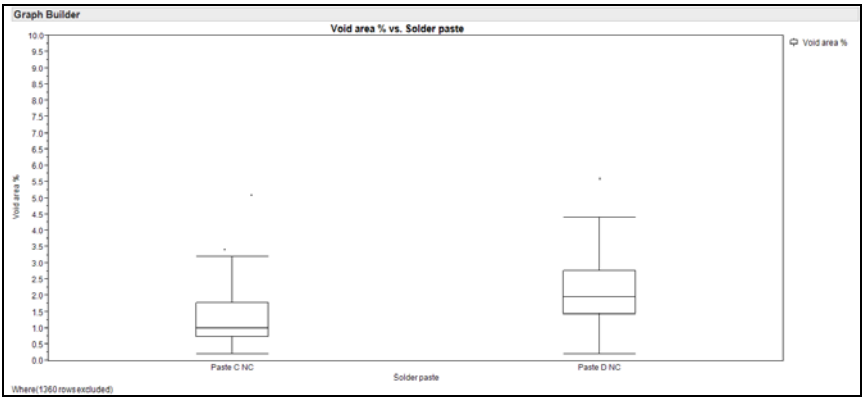 Graph Builder
Void area % vs. Solder paste
Void area %
10.0
9.5
9.0
8.5
8.0
7.5
7.0
6.5
6.0
5.5
5.0
4.5
4.0
3.5
3.0
2.5
2.0
1.5
1.0
0.5
0.0
Void area %
Paste C NC
Paste D NC
Solder paste
Where(1360 rows excluded)